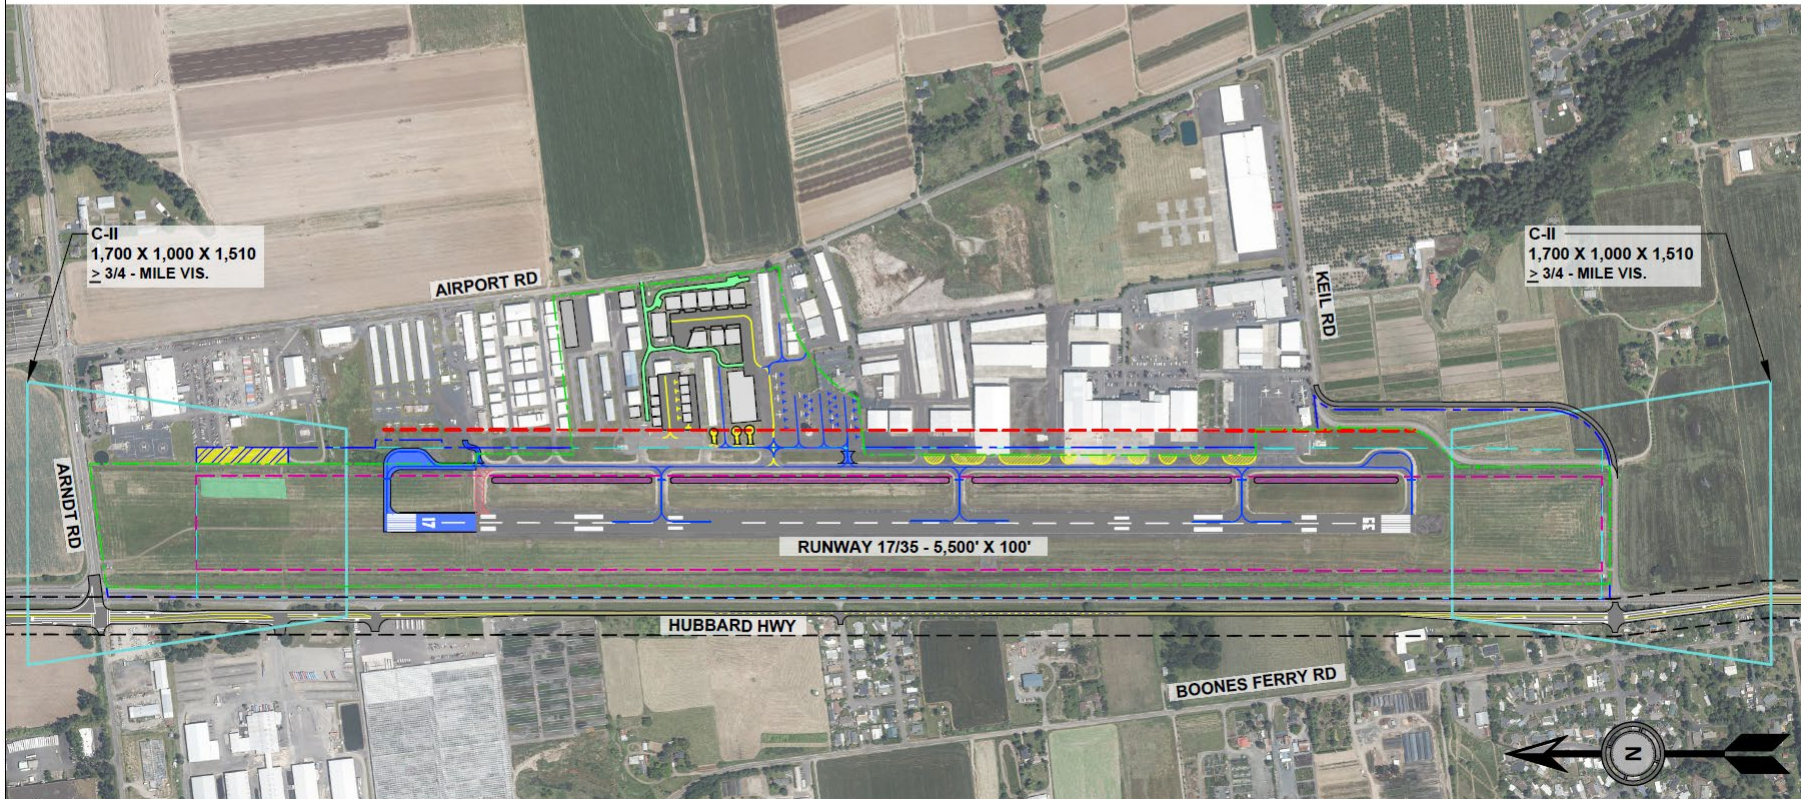 C-II
1,700 X 1,000 X 1,510
≥ 3/4 - MILE VIS.
C-II
1,700 X 1,000 X 1,510
≥ 3/4 - MILE VIS.
AIRPORT RD
KEIL RD
ARNDT RD
17
35
RUNWAY 17/35 - 5,500' X 100'
HUBBARD HWY
BOONES FERRY RD
N